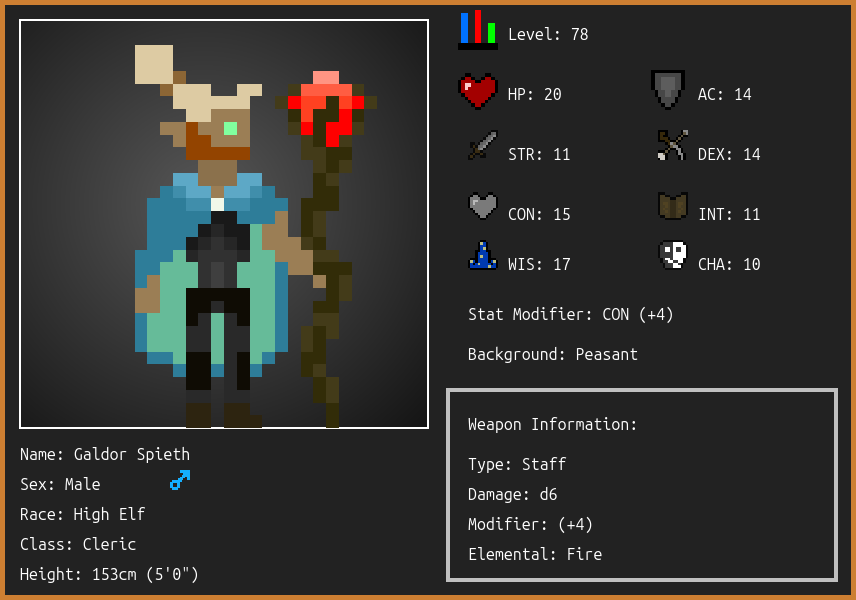 Level: 78
HP: 20
AC: 14
STR: 11
DEX: 14
CON: 15
INT: 11
WIS: 17
CHA: 10
Stat Modifier: CON (+4)
Background: Peasant
Weapon Information:
Type: Staff
Damage: d6
Modifier: (+4)
Elemental: Fire
Name: Galdor Spieth
Sex: Male
Race: High Elf
Class: Cleric
Height: 153cm (5'0")